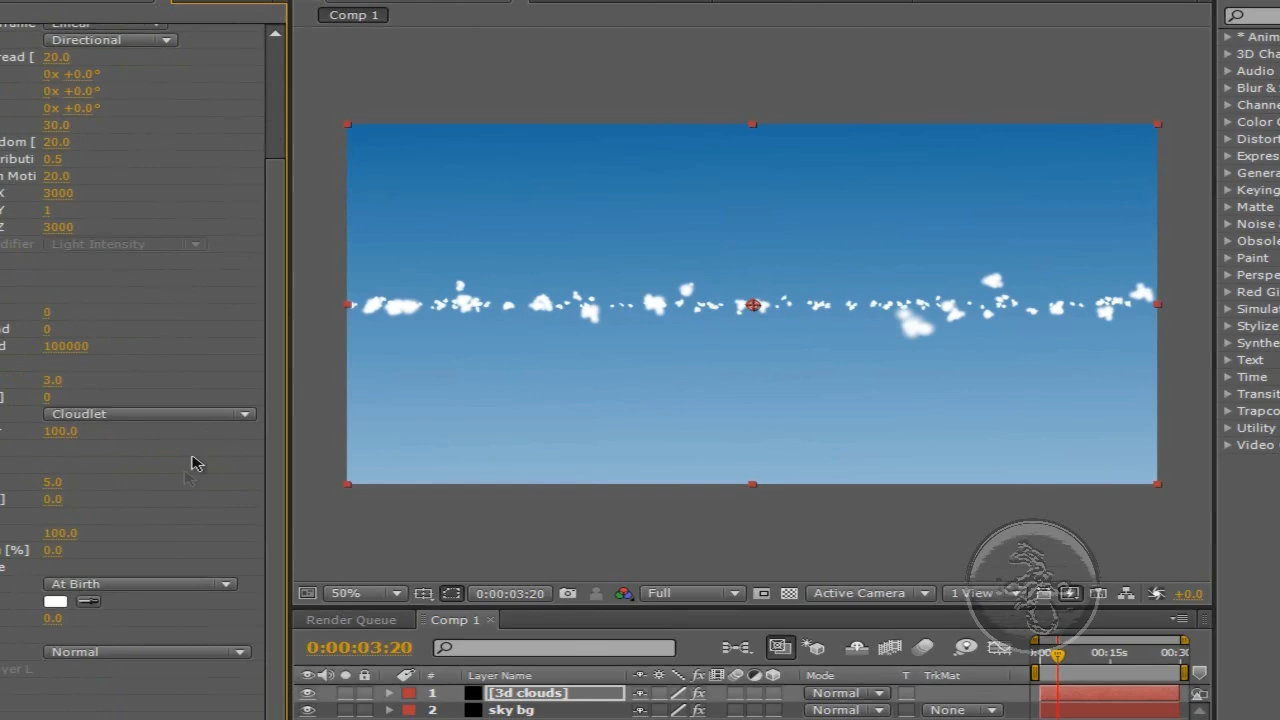 Comp 1
Linear
Directional
read [ 20.0
0x +0.0°
0x +0.0°
0x +0.0°
30.0
dom [ 20.0
ributi 0.5
n Moti 20.0
X 3000
Y 1
Z 3000
difier Light Intensity
0
d 0
d 100000
3.0
] 0
Cloudlet
100.0
5.0
] 0.0
100.0
[%] 0.0
e
At Birth
0.0
Normal
ayer L
* Anim
3D Cha
Audio
Blur &
Channe
Color C
Distort
Expres
Genera
Keying
Matte
Noise
Obsole
Paint
Perspe
Red Gi
Simulat
Stylize
Synthe
Text
Time
Transit
Trapco
Utility
Video
50%
0:00:03:20
Full
Active Camera
1 View
+0.0
Render Queue
Comp 1
0:00:03:20
00:15s
00:30
# Layer Name
Mode
T TrkMat
1 [3d clouds] Normal
2 sky bg Normal None